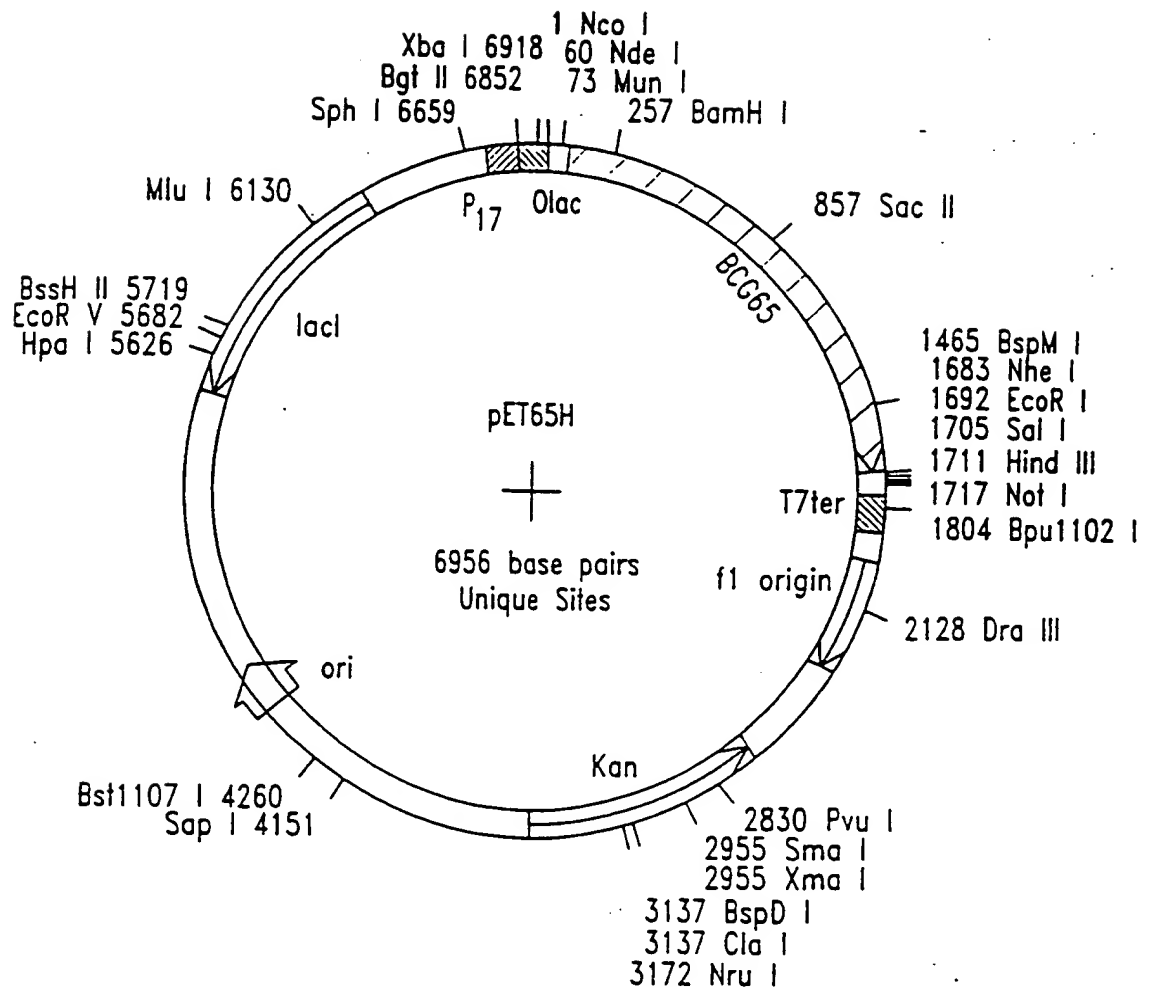 1 Nco I
Xba I 6918 60 Nde I
Bgt II 6852 73 Mun I
Sph I 6659 257 BamH I
Mlu I 6130
857 Sac II
P17 Olac
BCG65
BssH II 5719
EcoR V 5682
Hpa I 5626
lacI
1465 BspM I
1683 Nhe I
1692 EcoR I
1705 Sal I
1711 Hind III
1717 Not I
1804 Bpu1102 I
pET65H
T7ter
6956 base pairs
Unique Sites
f1 origin
2128 Dra III
ori
Kan
Bst1107 I 4260
Sap I 4151
2830 Pvu I
2955 Sma I
2955 Xma I
3137 BspD I
3137 Cla I
3172 Nru I